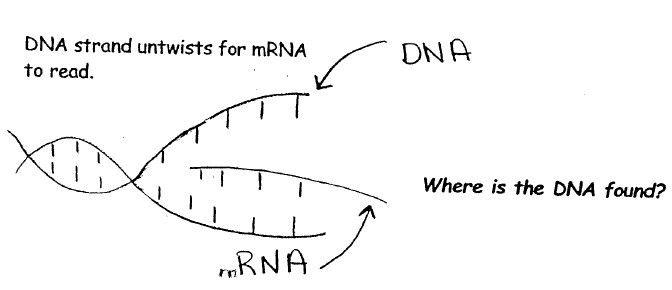 DNA strand untwists for mRNA
to read.
DNA
Where is the DNA found?
mRNA